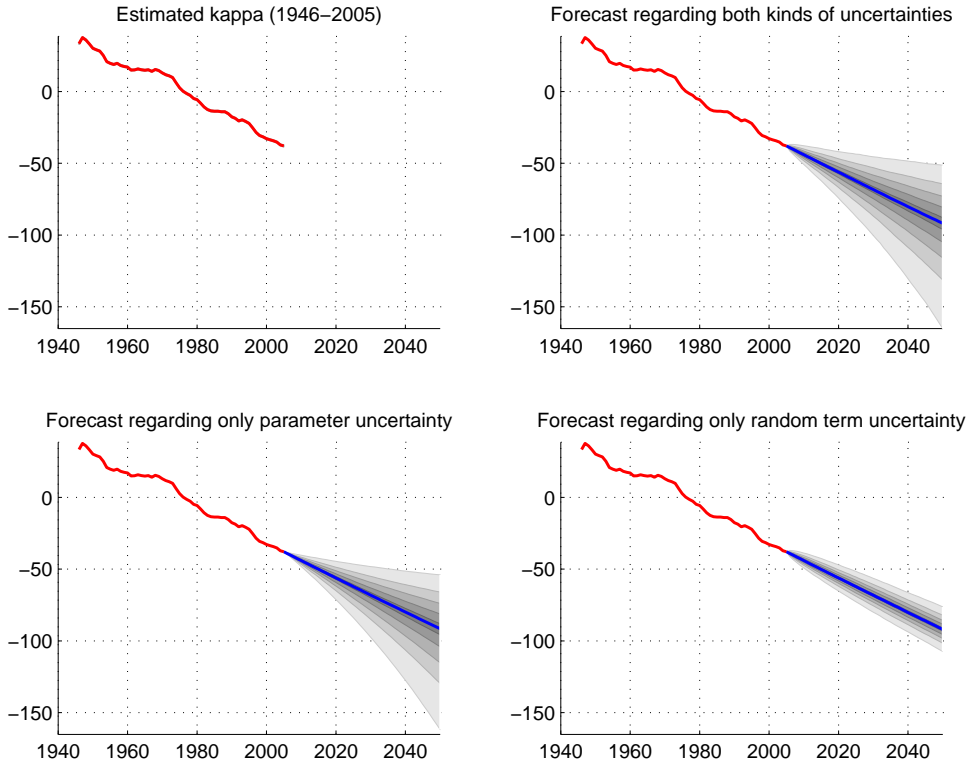 Estimated kappa (1946−2005)
0
−50
−100
−150
1940 1960 1980 2000 2020 2040
Forecast regarding both kinds of uncertainties
0
−50
−100
−150
1940 1960 1980 2000 2020 2040
Forecast regarding only parameter uncertainty
0
−50
−100
−150
1940 1960 1980 2000 2020 2040
Forecast regarding only random term uncertainty
0
−50
−100
−150
1940 1960 1980 2000 2020 2040